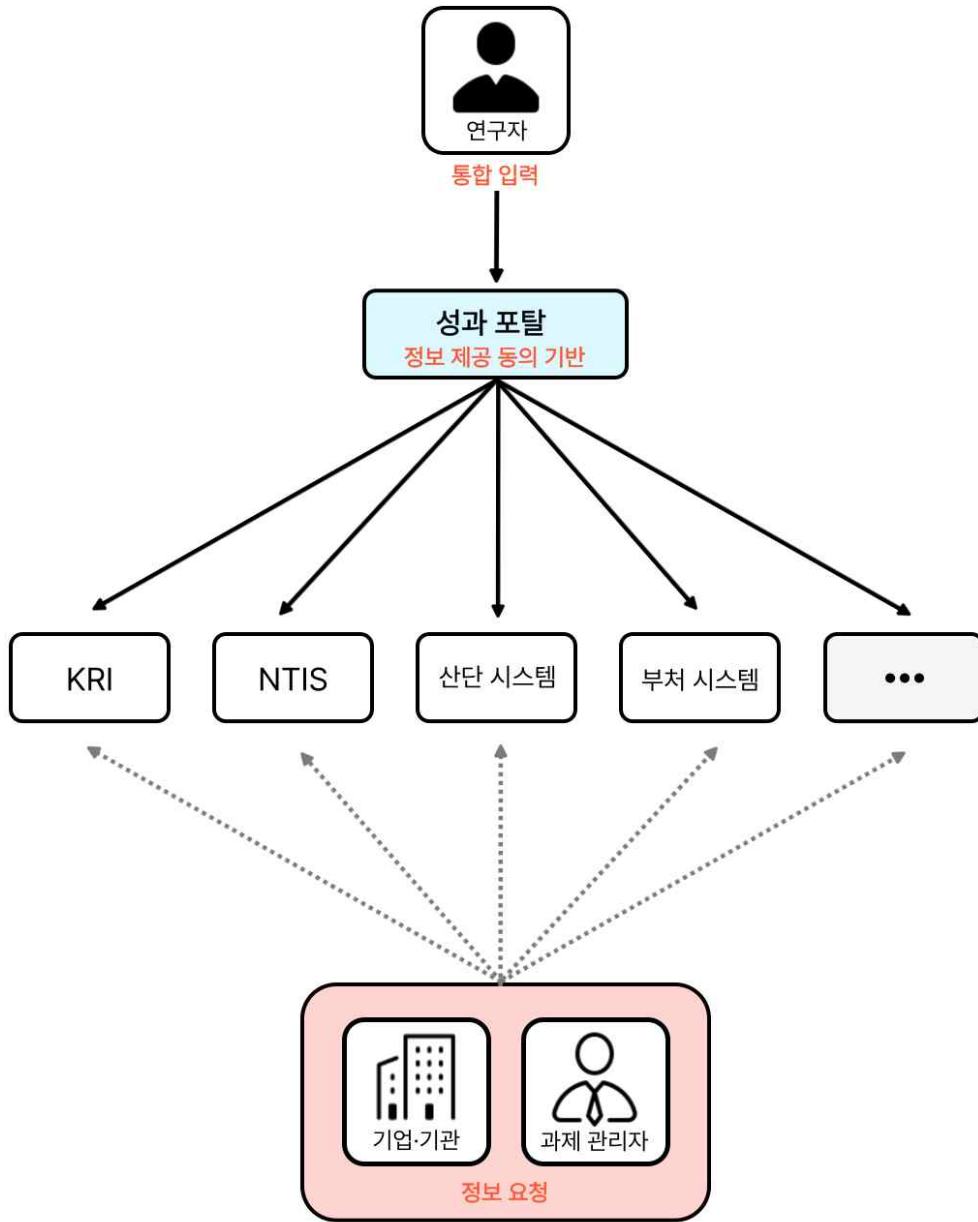 연구자
통합 입력
성과 포탈
정보 제공 동의 기반
KRI
NTIS
산단 시스템
부처 시스템
•••
기업·기관
과제 관리자
정보 요청